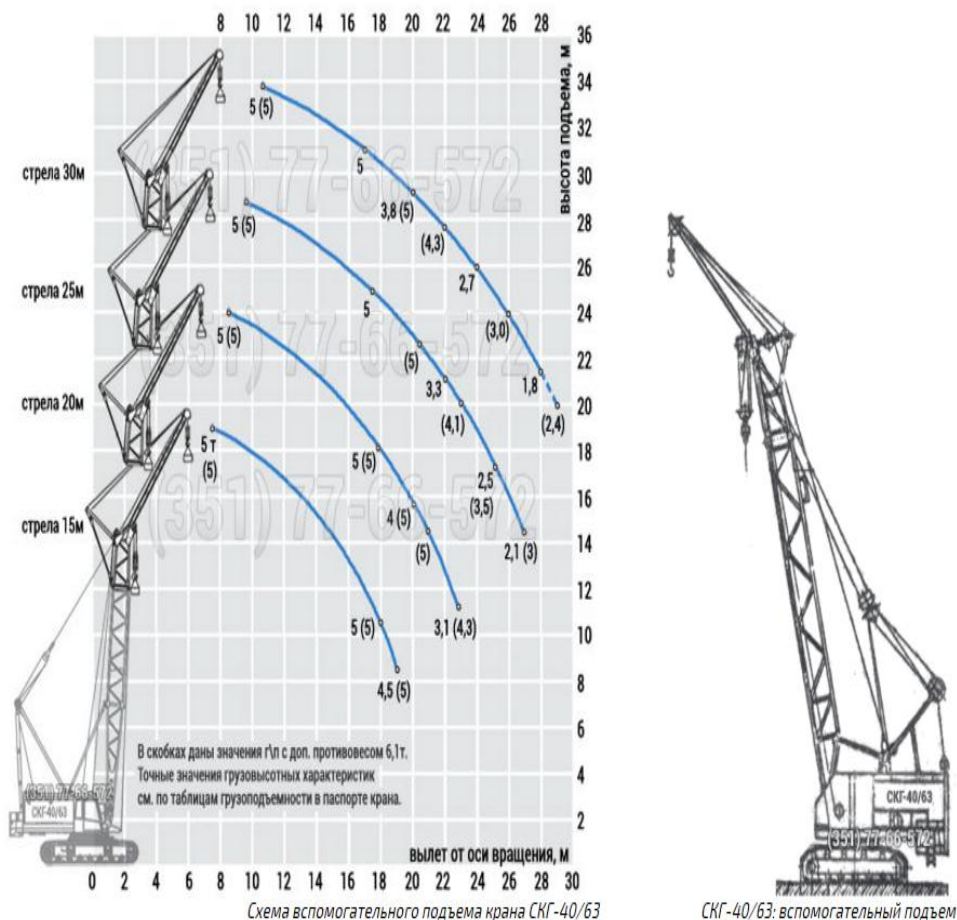 8 10 12 14 16 18 20 22 24 26 28 36
34
32
30
28
26
24
22
20
18
16
14
12
10
8
6
4
2
высота подъема, м
стрела 30м
стрела 25м
стрела 20м
стрела 15м
5 (5)
5
3,8 (5)
(4,3)
2,7
(3,0)
1,8
(2,4)
5 (5)
5
(5)
3,3
(4,1)
2,5
(3,5)
2,1 (3)
5 (5)
5 (5)
4 (5)
(5)
3,1 (4,3)
5 т
(5)
5 (5)
4,5 (5)
(351) 77-66-572
(351) 77-66-572
(351) 77-66-572
В скобках даны значения г\п с доп. противовесом 6,1т.
Точные значения грузовысотных характеристик
см. по таблицам грузоподъемности в паспорте крана.
(351) 77-66-572
СКГ-40/63
вылет от оси вращения, м
0 2 4 6 8 10 12 14 16 18 20 22 24 26 28 30
Схема вспомогательного подъема крана СКГ-40/63
СКГ-40/63
(351) 77-66-572
СКГ-40/63: вспомогательный подъем